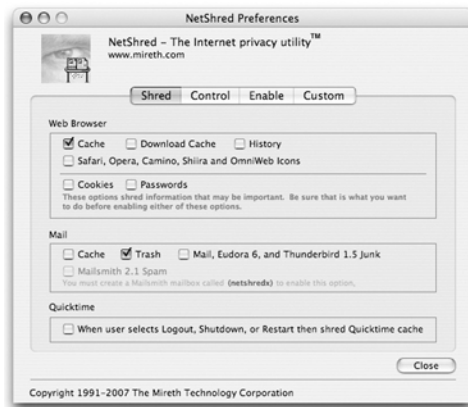 NetShred Preferences
NetShred – The Internet privacy utility™
www.mireth.com
Shred Control Enable Custom
Web Browser
Cache Download Cache History
Safari, Opera, Camino, Shiira and OmniWeb Icons
Cookies Passwords
These options shred information that may be important. Be sure that is what you want
to do before enabling either of these options.
Mail
Cache Trash Mail, Eudora 6, and Thunderbird 1.5 Junk
Mailsmith 2.1 Spam
You must create a Mailsmith mailbox called (netshredx) to enable this option,
Quicktime
When user selects Logout, Shutdown, or Restart then shred Quicktime cache
Close
Copyright 1991–2007 The Mireth Technology Corporation